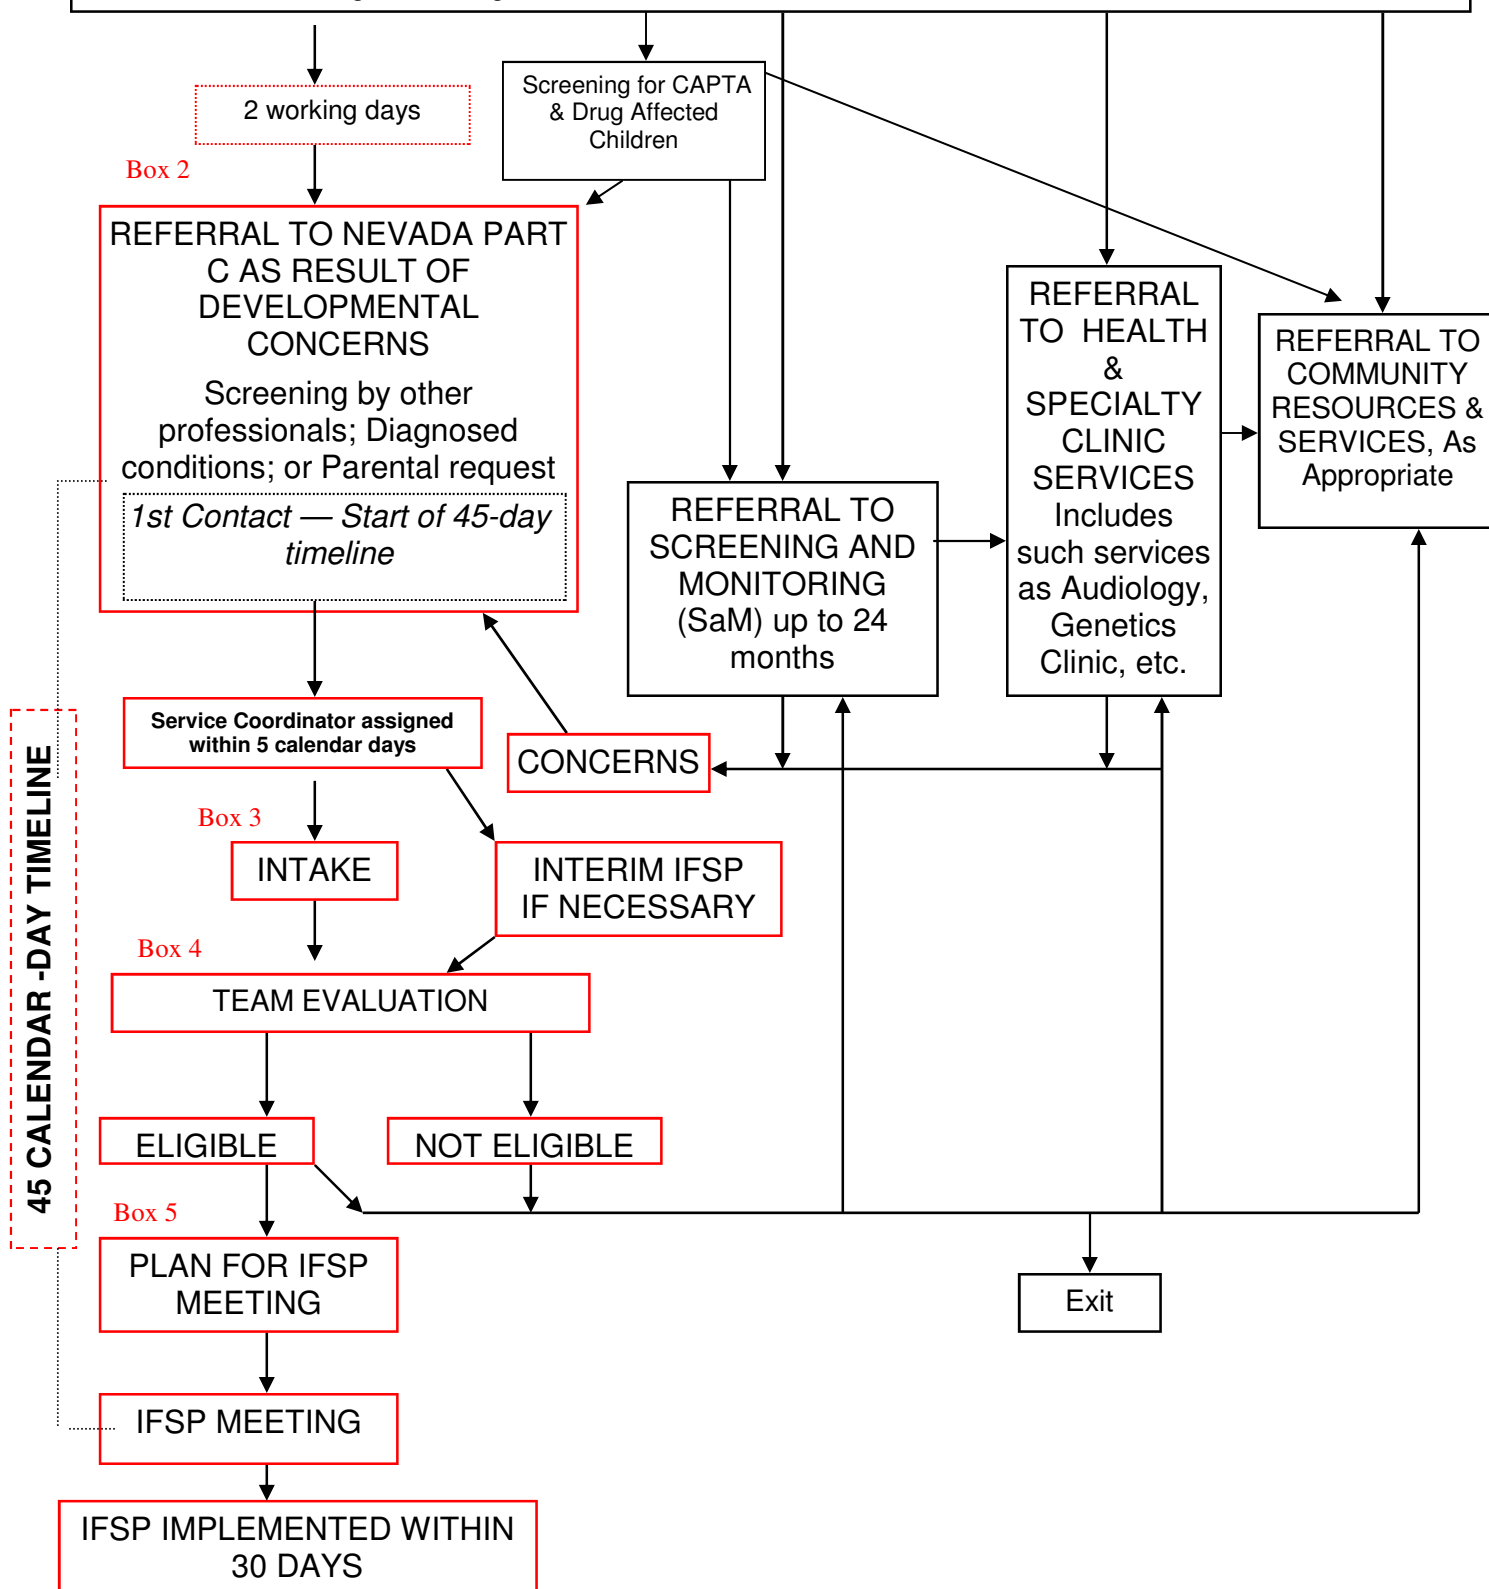 2 working days
Screening for CAPTA
& Drug Affected
Children
Box 2
REFERRAL TO NEVADA PART
C AS RESULT OF
DEVELOPMENTAL
CONCERNS
Screening by other
professionals; Diagnosed
conditions; or Parental request
1st Contact — Start of 45-day
timeline
REFERRAL TO
SCREENING AND
MONITORING
(SaM) up to 24
months
REFERRAL
TO HEALTH
&
SPECIALTY
CLINIC
SERVICES
Includes
such services
as Audiology,
Genetics
Clinic, etc.
REFERRAL TO
COMMUNITY
RESOURCES &
SERVICES, As
Appropriate
Service Coordinator assigned
within 5 calendar days
CONCERNS
45 CALENDAR -DAY TIMELINE
Box 3
INTAKE
INTERIM IFSP
IF NECESSARY
Box 4
TEAM EVALUATION
ELIGIBLE
NOT ELIGIBLE
Box 5
PLAN FOR IFSP
MEETING
Exit
IFSP MEETING
IFSP IMPLEMENTED WITHIN
30 DAYS